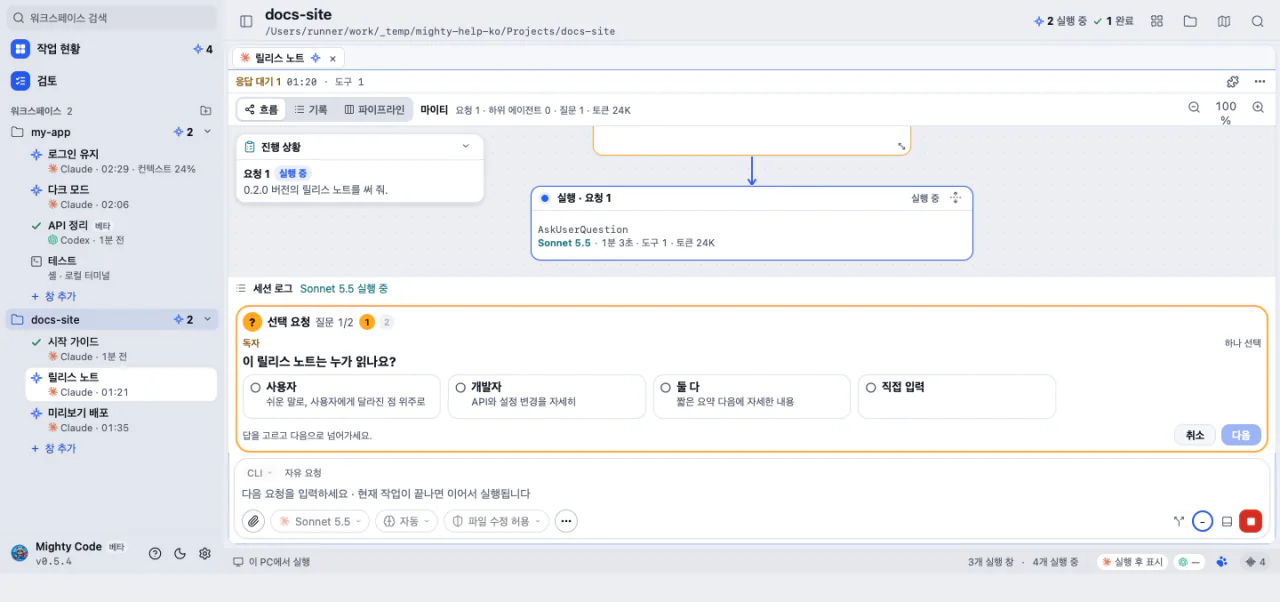 워크스페이스 검색
작업 현황 4
검토
워크스페이스 2
my-app 2
로그인 유지
Claude · 02:29 · 컨텍스트 24%
다크 모드
Claude · 02:06
API 정리 베타
Codex · 1분 전
테스트
셸 · 로컬 터미널
+ 창 추가
docs-site 2
시작 가이드
Claude · 1분 전
릴리스 노트
Claude · 01:21
미리보기 배포
Claude · 01:35
+ 창 추가
Mighty Code 베타
v0.5.4
docs-site
/Users/runner/work/_temp/mighty-help-ko/Projects/docs-site
2 실행 중 1 완료
릴리스 노트
응답 대기 1 01:20 · 도구 1
흐름 기록 파이프라인 마이티 요청 1 · 하위 에이전트 0 · 질문 1 · 토큰 24K
100
%
진행 상황
요청 1 실행 중
0.2.0 버전의 릴리스 노트를 써 줘.
실행 · 요청 1 실행 중
AskUserQuestion
Sonnet 5.5 · 1분 3초 · 도구 1 · 토큰 24K
세션 로그 Sonnet 5.5 실행 중
? 선택 요청 질문 1/2 1 2
독자 하나 선택
이 릴리스 노트는 누가 읽나요?
사용자
쉬운 말로, 사용자에게 달라진 점 위주로
개발자
API와 설정 변경을 자세히
둘 다
짧은 요약 다음에 자세한 내용
직접 입력
답을 고르고 다음으로 넘어가세요.
취소 다음
CLI 자유 요청
다음 요청을 입력하세요 · 현재 작업이 끝나면 이어서 실행됩니다
Sonnet 5.5 자동 파일 수정 허용
이 PC에서 실행
3개 실행 창 · 4개 실행 중 실행 후 표시 — 4